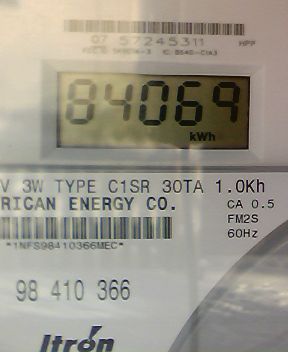 07 57245311 HPP
84069
kWh
V 3W TYPE C1SR 30TA 1.0Kh
RICAN ENERGY CO. CA 0.5
FM2S
60Hz
*1NFS98410366MEC*
98 410 366
Itron